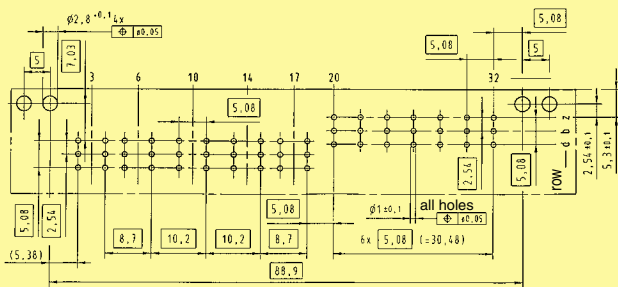 Ø2,8 +0,1 4x
⌖ ø0.05
5
7,03
5,08
5,08
5
3 6 10 14 17 20 32
5,08
z
b
d
row
2,54
5,08
2,54 ±0,1
5,3 ±0,1
5,08
2,54
5,08
Ø1±0,1 all holes
⌖ ø0.05
(5,38)
8,7
10,2
10,2
8,7
6x 5,08 (=30,48)
88,9